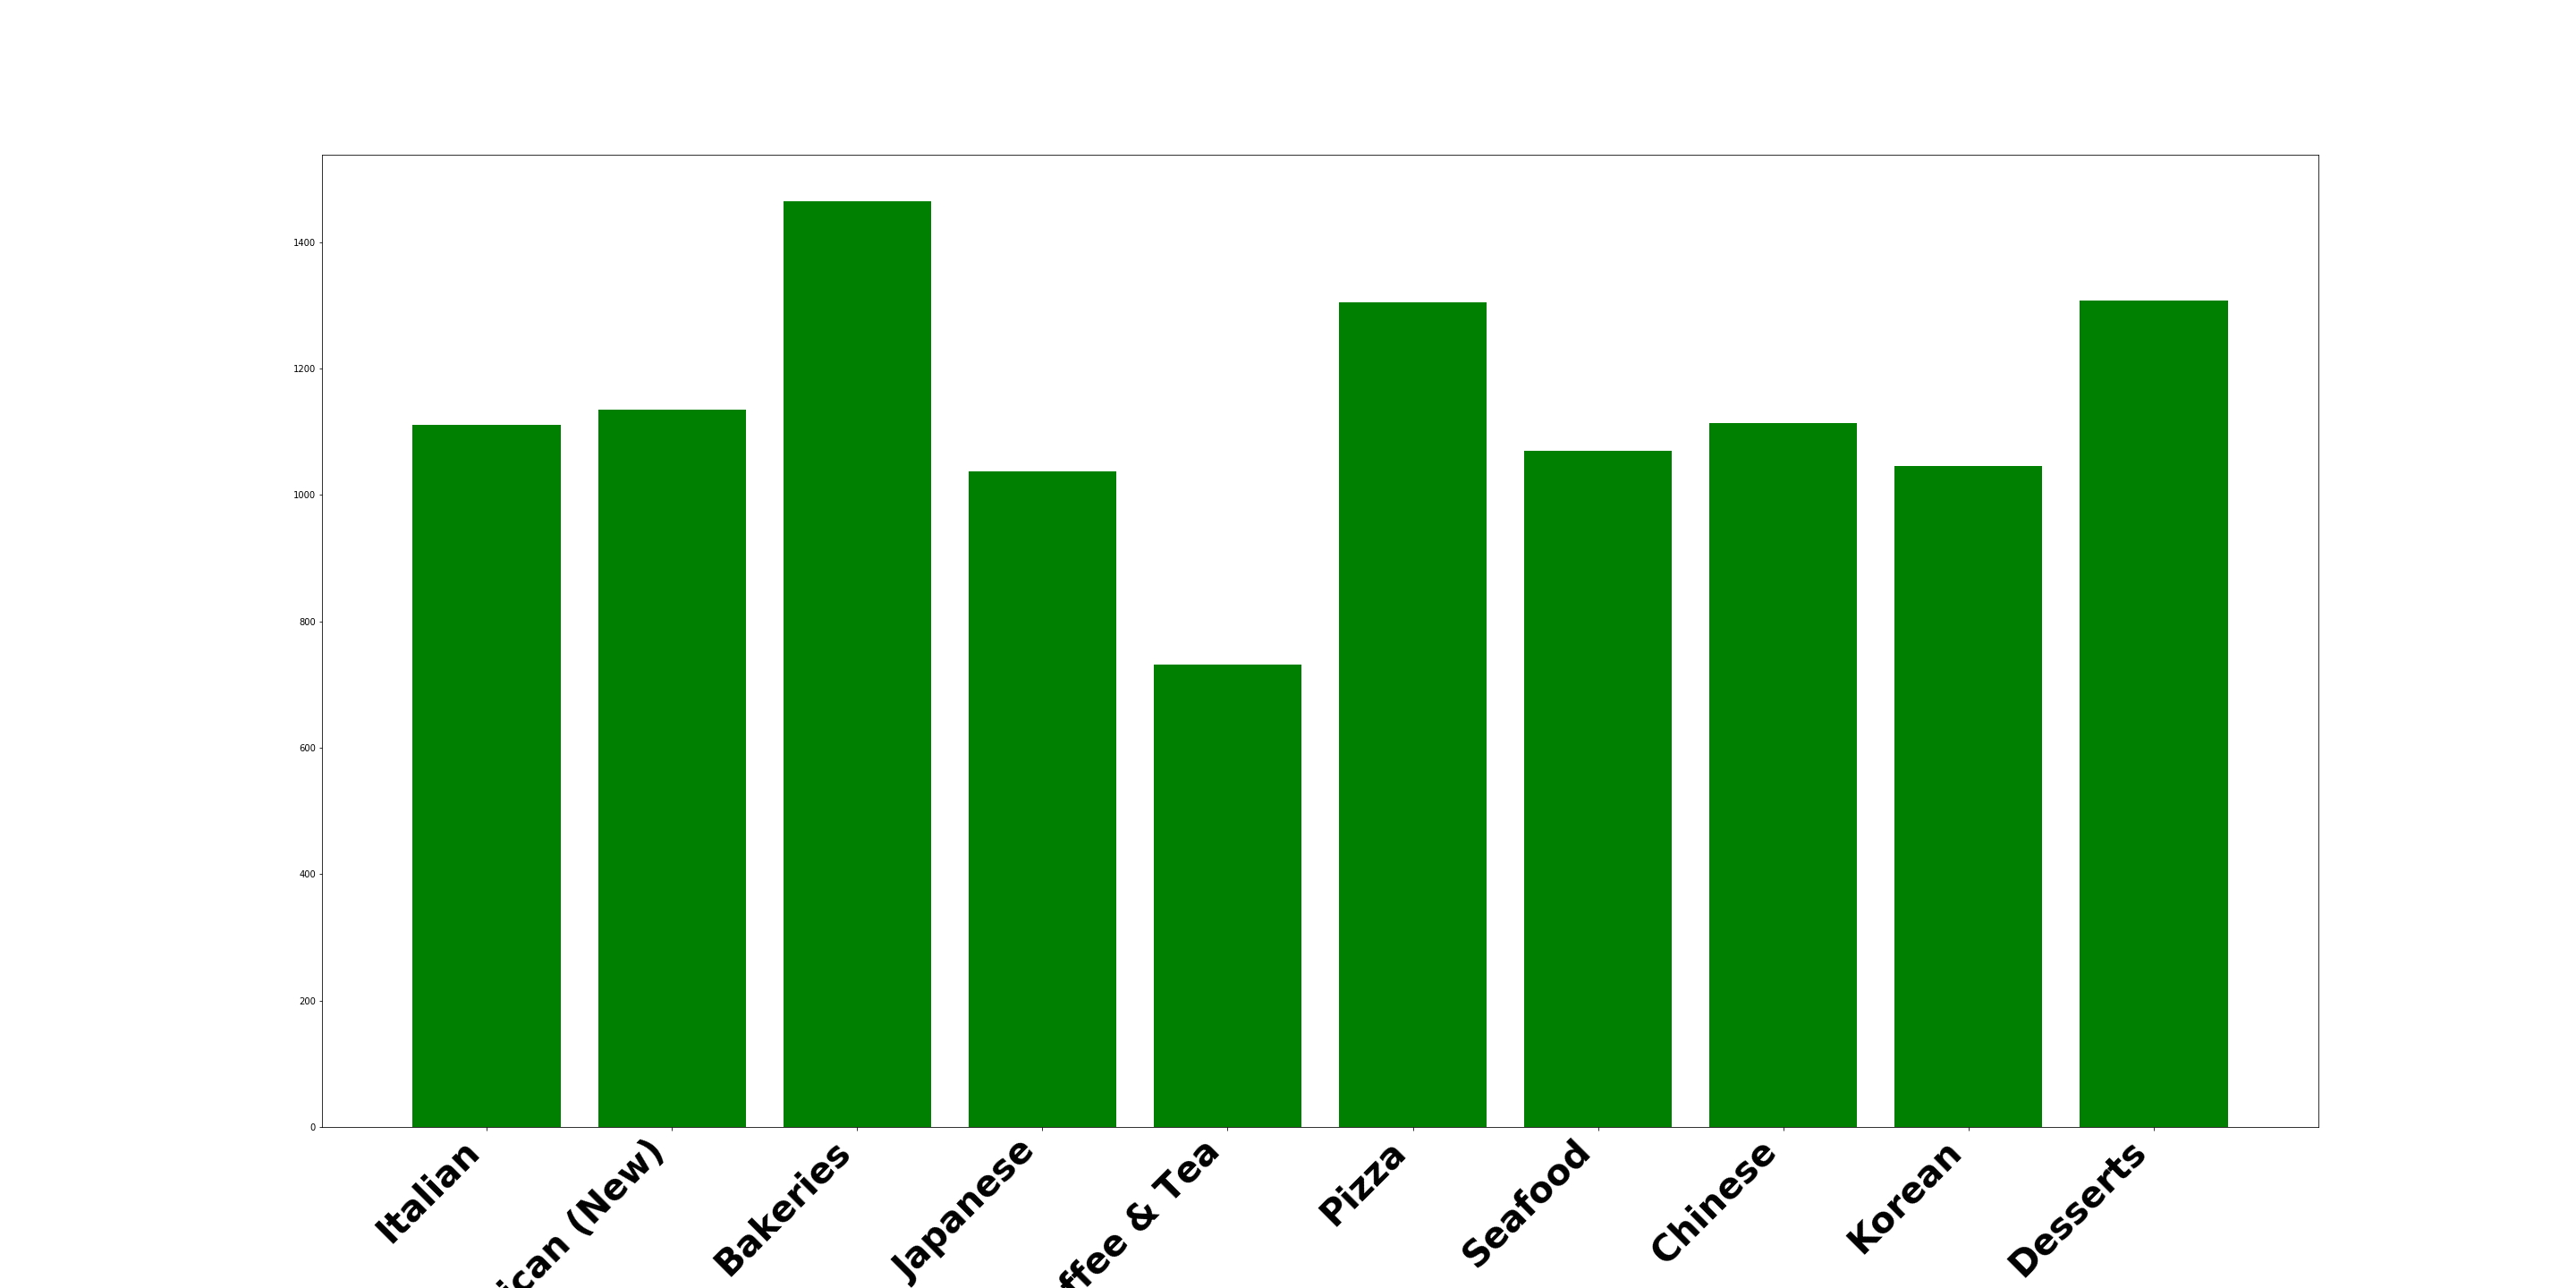 1400
1200
1000
800
600
400
200
0
Italian
ican (New)
Bakeries
Japanese
ffee & Tea
Pizza
Seafood
Chinese
Korean
Desserts